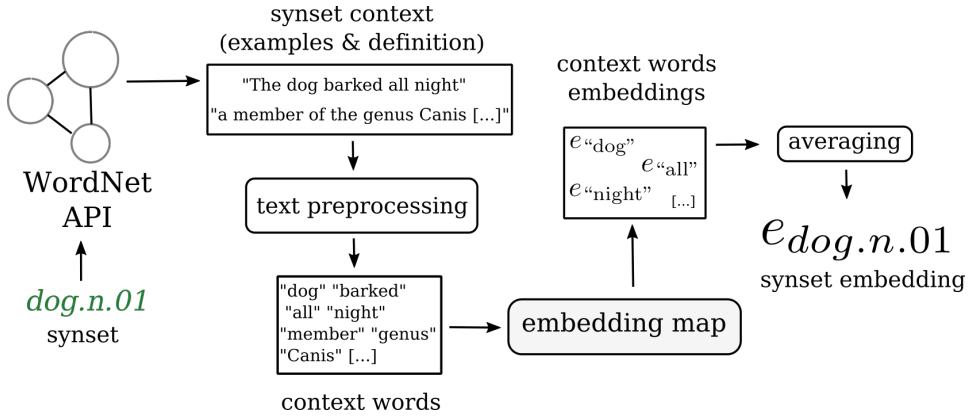 synset context
(examples & definition)
"The dog barked all night"
"a member of the genus Canis [...]"
WordNet
API
dog.n.01
synset
text preprocessing
"dog" "barked"
"all" "night"
"member" "genus"
"Canis" [...]
context words
embedding map
context words
embeddings
e “dog”
e “all”
e “night”
[...]
averaging
e dog.n.01
synset embedding